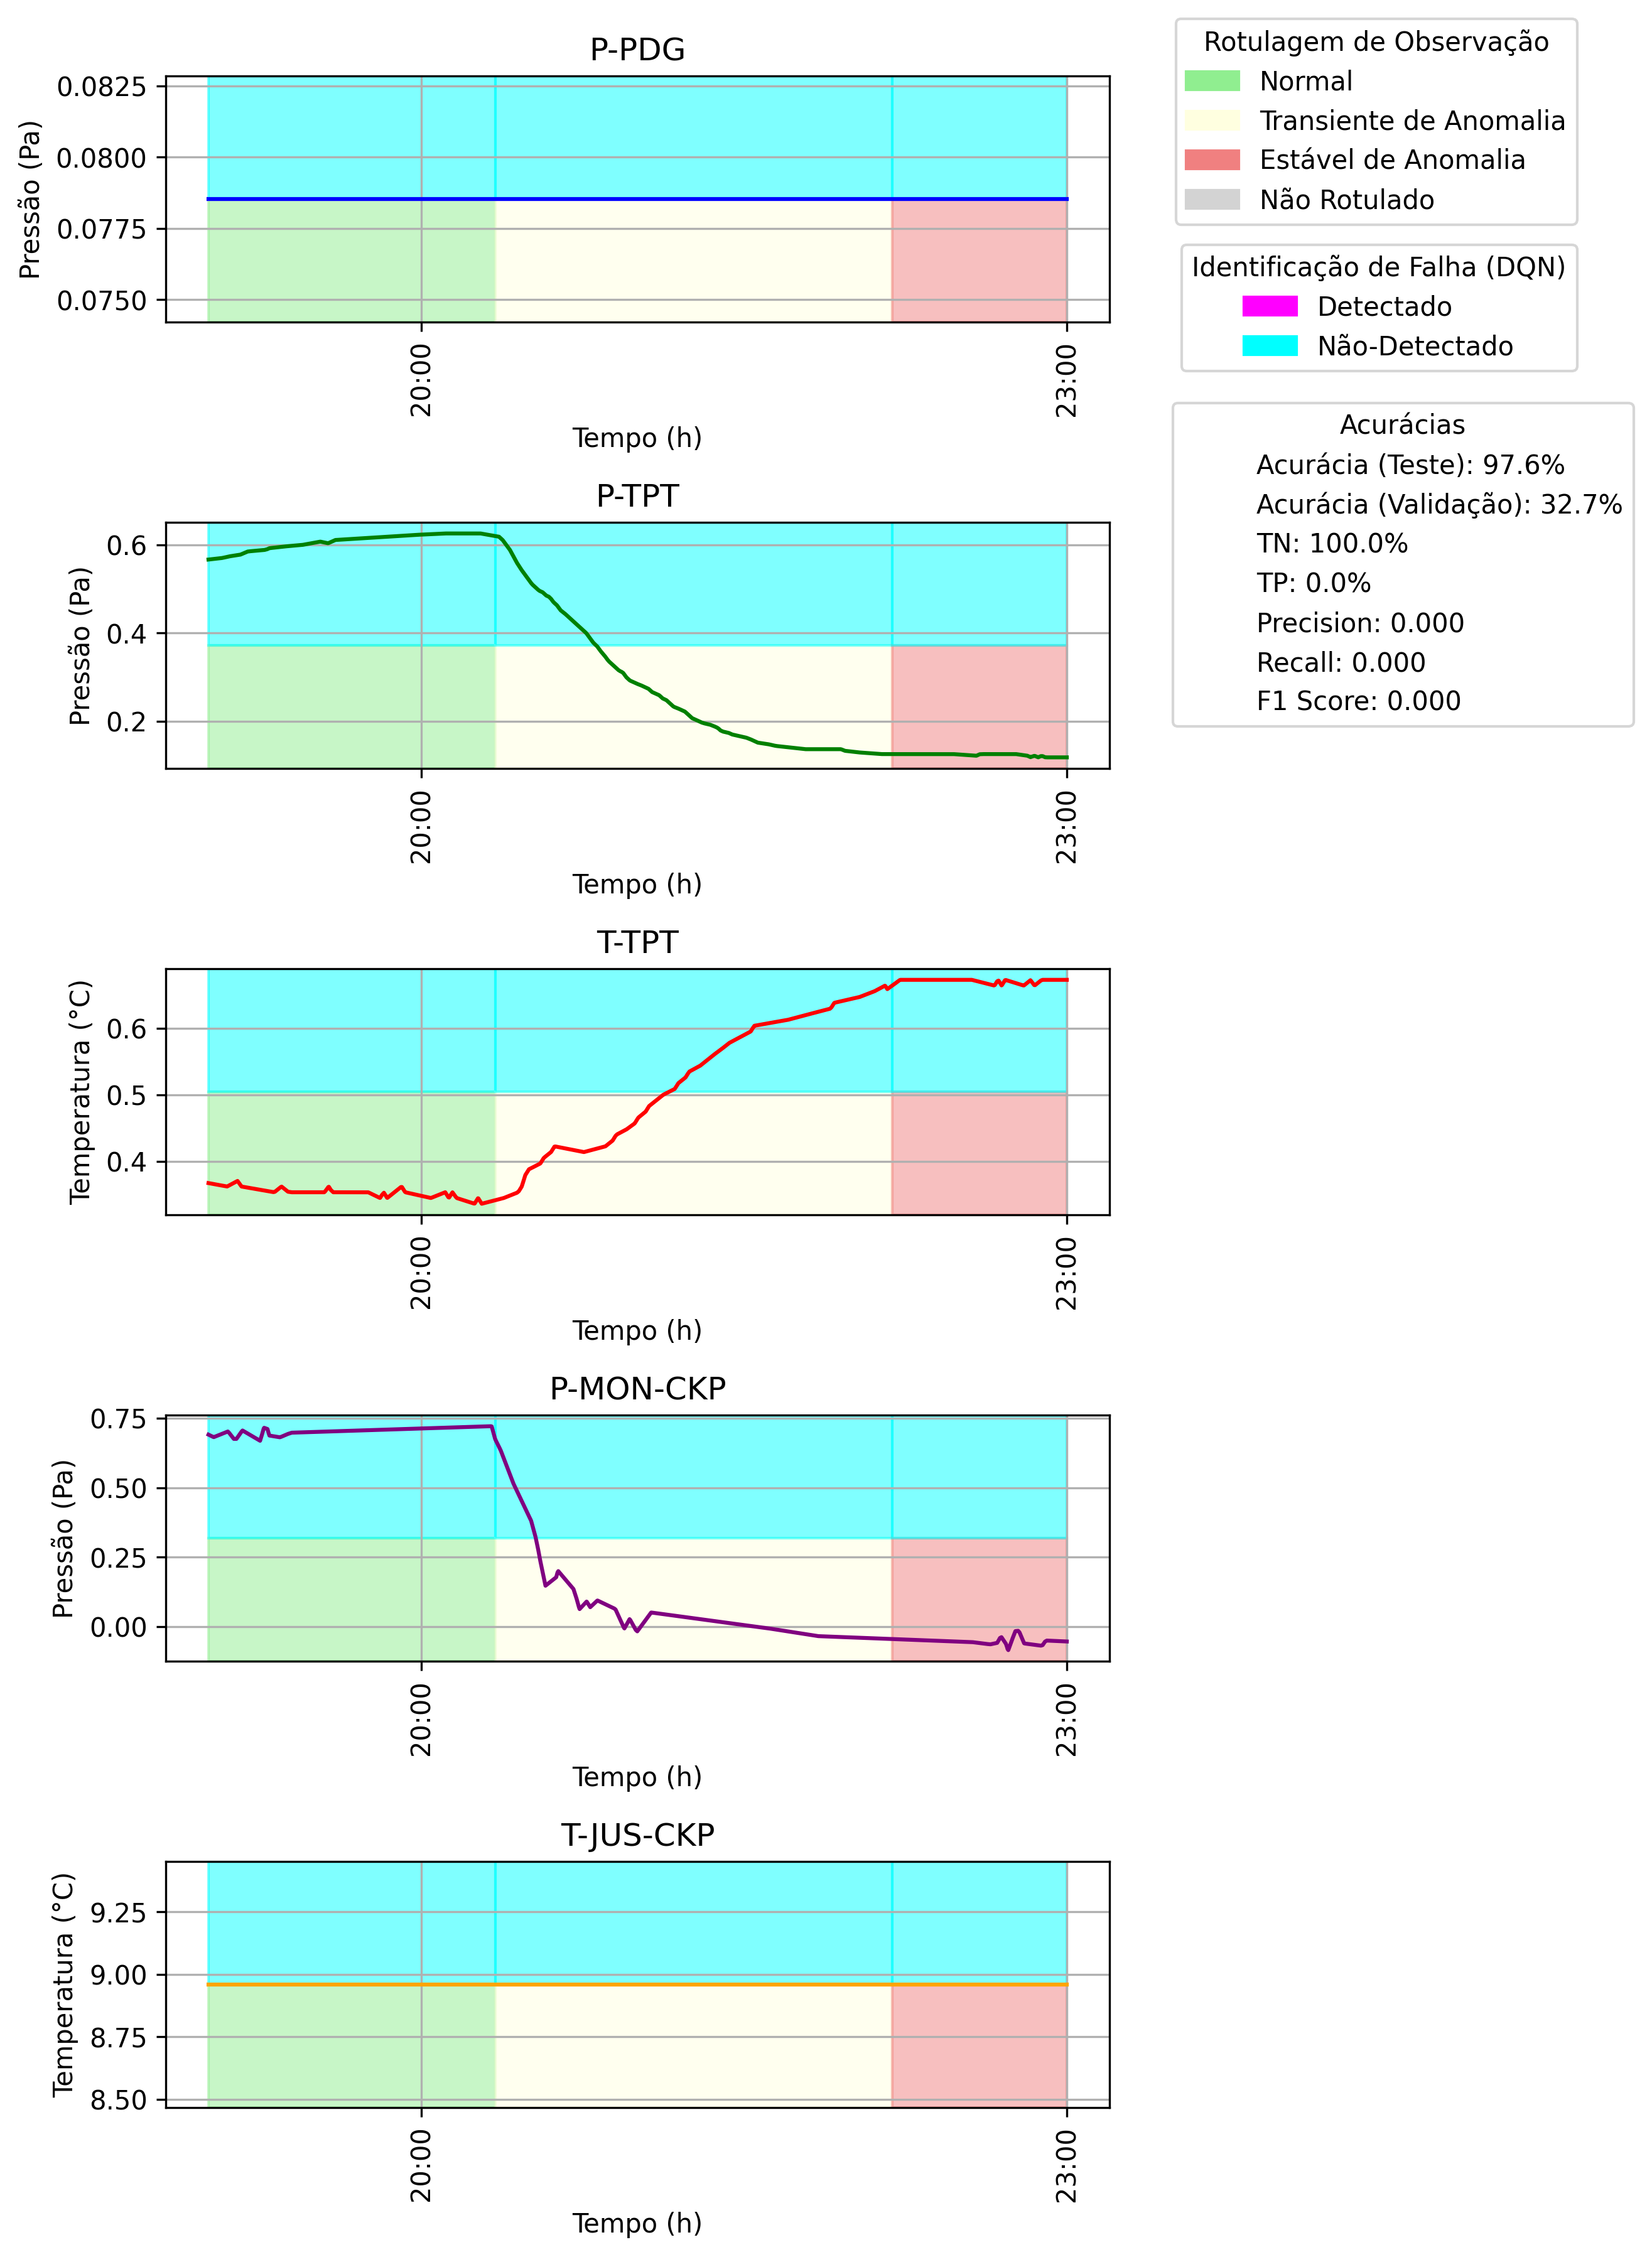 P-PDG
0.0825
0.0800
0.0775
0.0750
Pressão (Pa)
20:00
23:00
Tempo (h)
P-TPT
0.6
0.4
0.2
Pressão (Pa)
20:00
23:00
Tempo (h)
T-TPT
0.6
0.5
0.4
Temperatura (°C)
20:00
23:00
Tempo (h)
P-MON-CKP
0.75
0.50
0.25
0.00
Pressão (Pa)
20:00
23:00
Tempo (h)
T-JUS-CKP
9.25
9.00
8.75
8.50
Temperatura (°C)
20:00
23:00
Tempo (h)
Rotulagem de Observação
Normal
Transiente de Anomalia
Estável de Anomalia
Não Rotulado
Identificação de Falha (DQN)
Detectado
Não-Detectado
Acurácias
Acurácia (Teste): 97.6%
Acurácia (Validação): 32.7%
TN: 100.0%
TP: 0.0%
Precision: 0.000
Recall: 0.000
F1 Score: 0.000